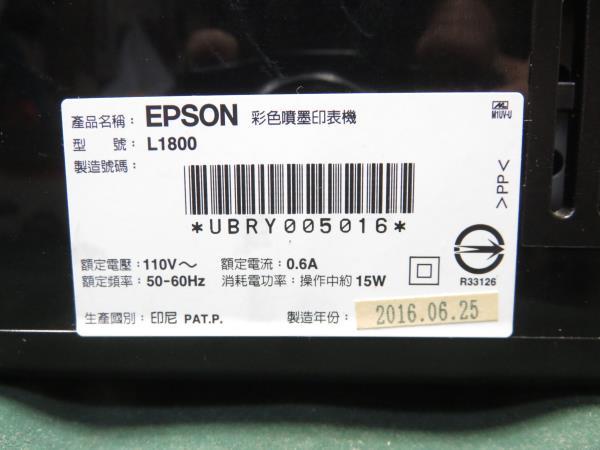 產品名稱: EPSON 彩色噴墨印表機
型 號: L1800
製造號碼:
*UBRY005016*
額定電壓: 110V～ 額定電流: 0.6A
額定頻率: 50-60Hz 消耗電功率: 操作中約 15W
生產國別: 印尼 PAT.P. 製造年份: 2016.06.25
M1UV-U
>PP<
R33126